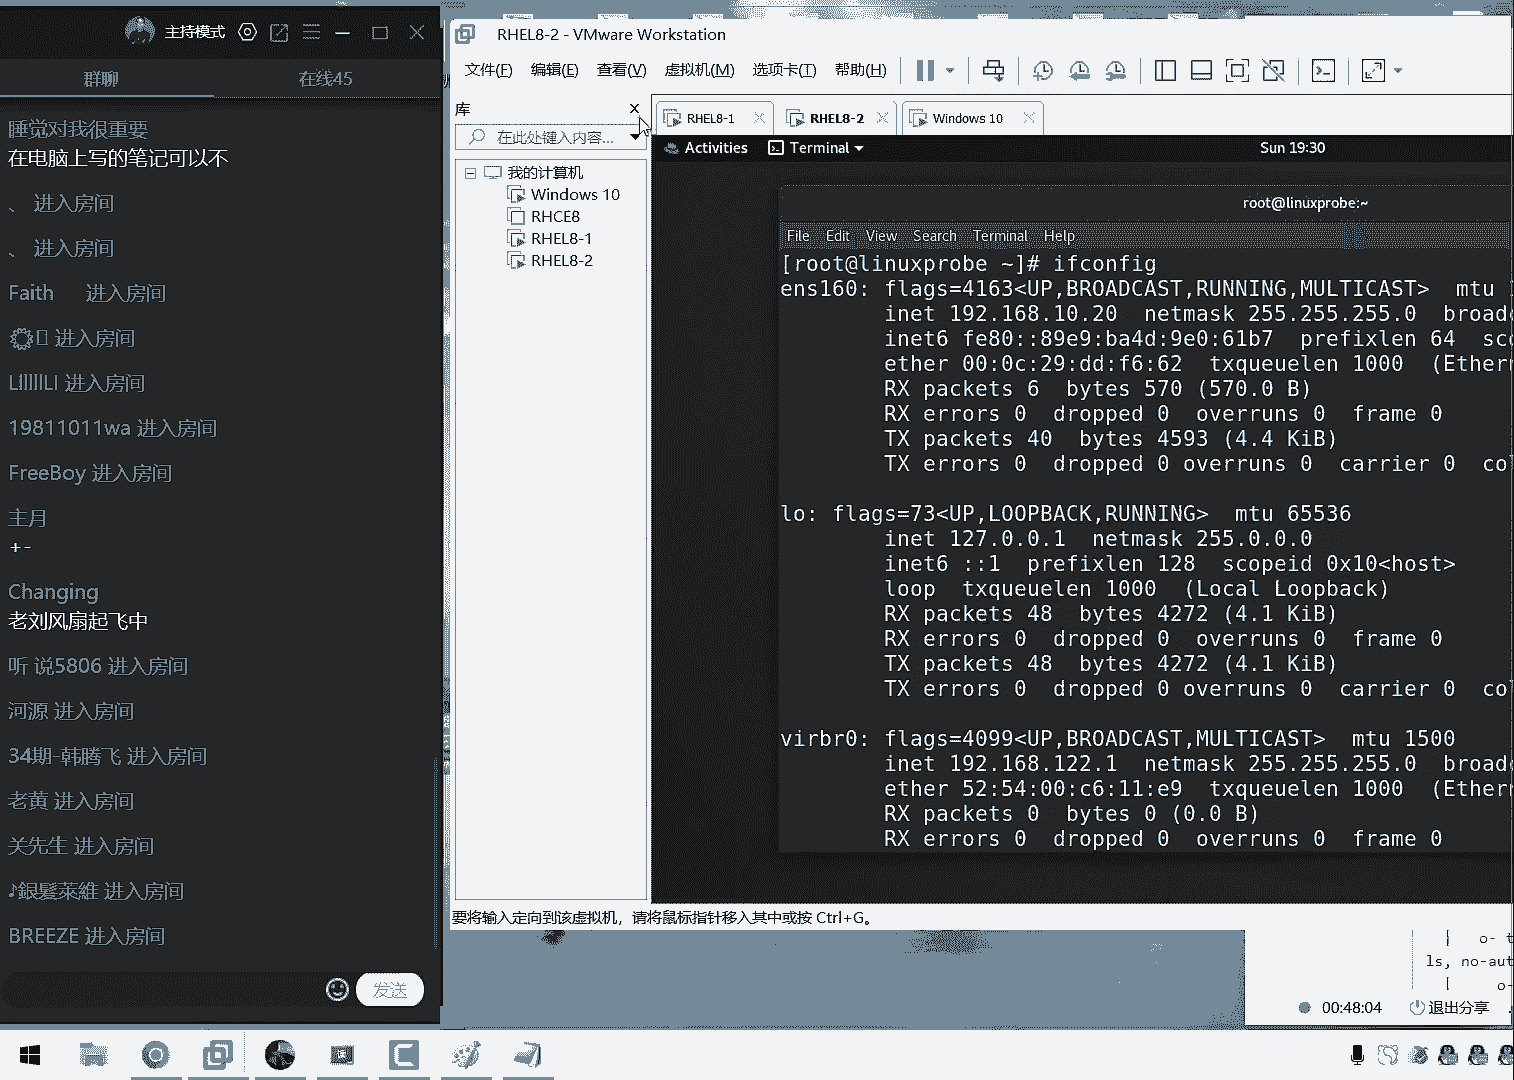 主持模式
群聊
在线45
睡觉对我很重要
在电脑上写的笔记可以不
、 进入房间
、 进入房间
Faith 进入房间
进入房间
LIIIIILI 进入房间
19811011wa 进入房间
FreeBoy 进入房间
主月
+-
Changing
老刘风扇起飞中
听 说5806 进入房间
河源 进入房间
34期-韩腾飞 进入房间
老黄 进入房间
关先生 进入房间
♪銀髮萊維 进入房间
BREEZE 进入房间
发送
RHEL8-2 - VMware Workstation
文件(F) 编辑(E) 查看(V) 虚拟机(M) 选项卡(T) 帮助(H)
库
在此处键入内容...
我的计算机
Windows 10
RHCE8
RHEL8-1
RHEL8-2
RHEL8-1
RHEL8-2
Windows 10
Activities
Terminal
Sun 19:30
root@linuxprobe:~
File Edit View Search Terminal Help
[root@linuxprobe ~]# ifconfig
ens160: flags=4163<UP,BROADCAST,RUNNING,MULTICAST> mtu
inet 192.168.10.20 netmask 255.255.255.0 broad
inet6 fe80::89e9:ba4d:9e0:61b7 prefixlen 64 sc
ether 00:0c:29:dd:f6:62 txqueuelen 1000 (Ether
RX packets 6 bytes 570 (570.0 B)
RX errors 0 dropped 0 overruns 0 frame 0
TX packets 40 bytes 4593 (4.4 KiB)
TX errors 0 dropped 0 overruns 0 carrier 0 co
lo: flags=73<UP,LOOPBACK,RUNNING> mtu 65536
inet 127.0.0.1 netmask 255.0.0.0
inet6 ::1 prefixlen 128 scopeid 0x10<host>
loop txqueuelen 1000 (Local Loopback)
RX packets 48 bytes 4272 (4.1 KiB)
RX errors 0 dropped 0 overruns 0 frame 0
TX packets 48 bytes 4272 (4.1 KiB)
TX errors 0 dropped 0 overruns 0 carrier 0 co
virbr0: flags=4099<UP,BROADCAST,MULTICAST> mtu 1500
inet 192.168.122.1 netmask 255.255.255.0 broad
ether 52:54:00:c6:11:e9 txqueuelen 1000 (Ether
RX packets 0 bytes 0 (0.0 B)
RX errors 0 dropped 0 overruns 0 frame 0
要将输入定向到该虚拟机，请将鼠标指针移入其中或按 Ctrl+G。
[ o- t
ls, no-aut
[ o-
00:48:04
退出分享